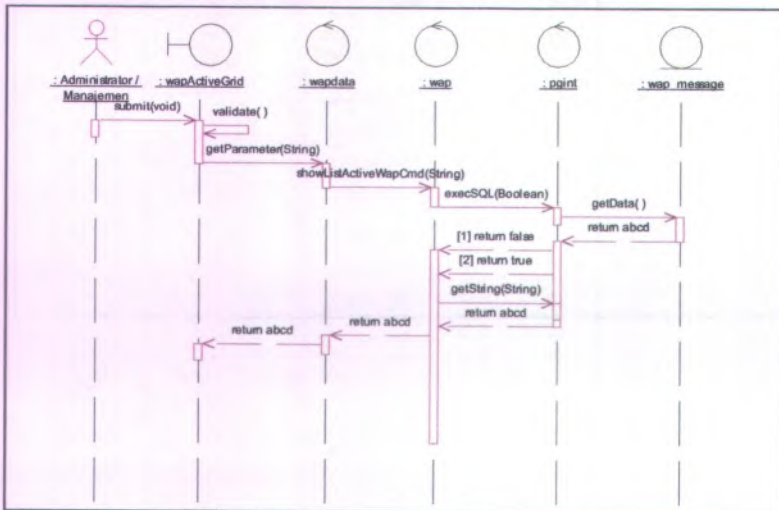 : Administrator / Manajemen
: wapActiveGrid
: wapdata
: wap
: pgint
: wap_message
submit(void)
validate( )
getParameter(String)
showListActiveWapCmd(String)
execSQL(Boolean)
getData( )
return abcd
[1] return false
[2] return true
getString(String)
return abcd
return abcd
return abcd